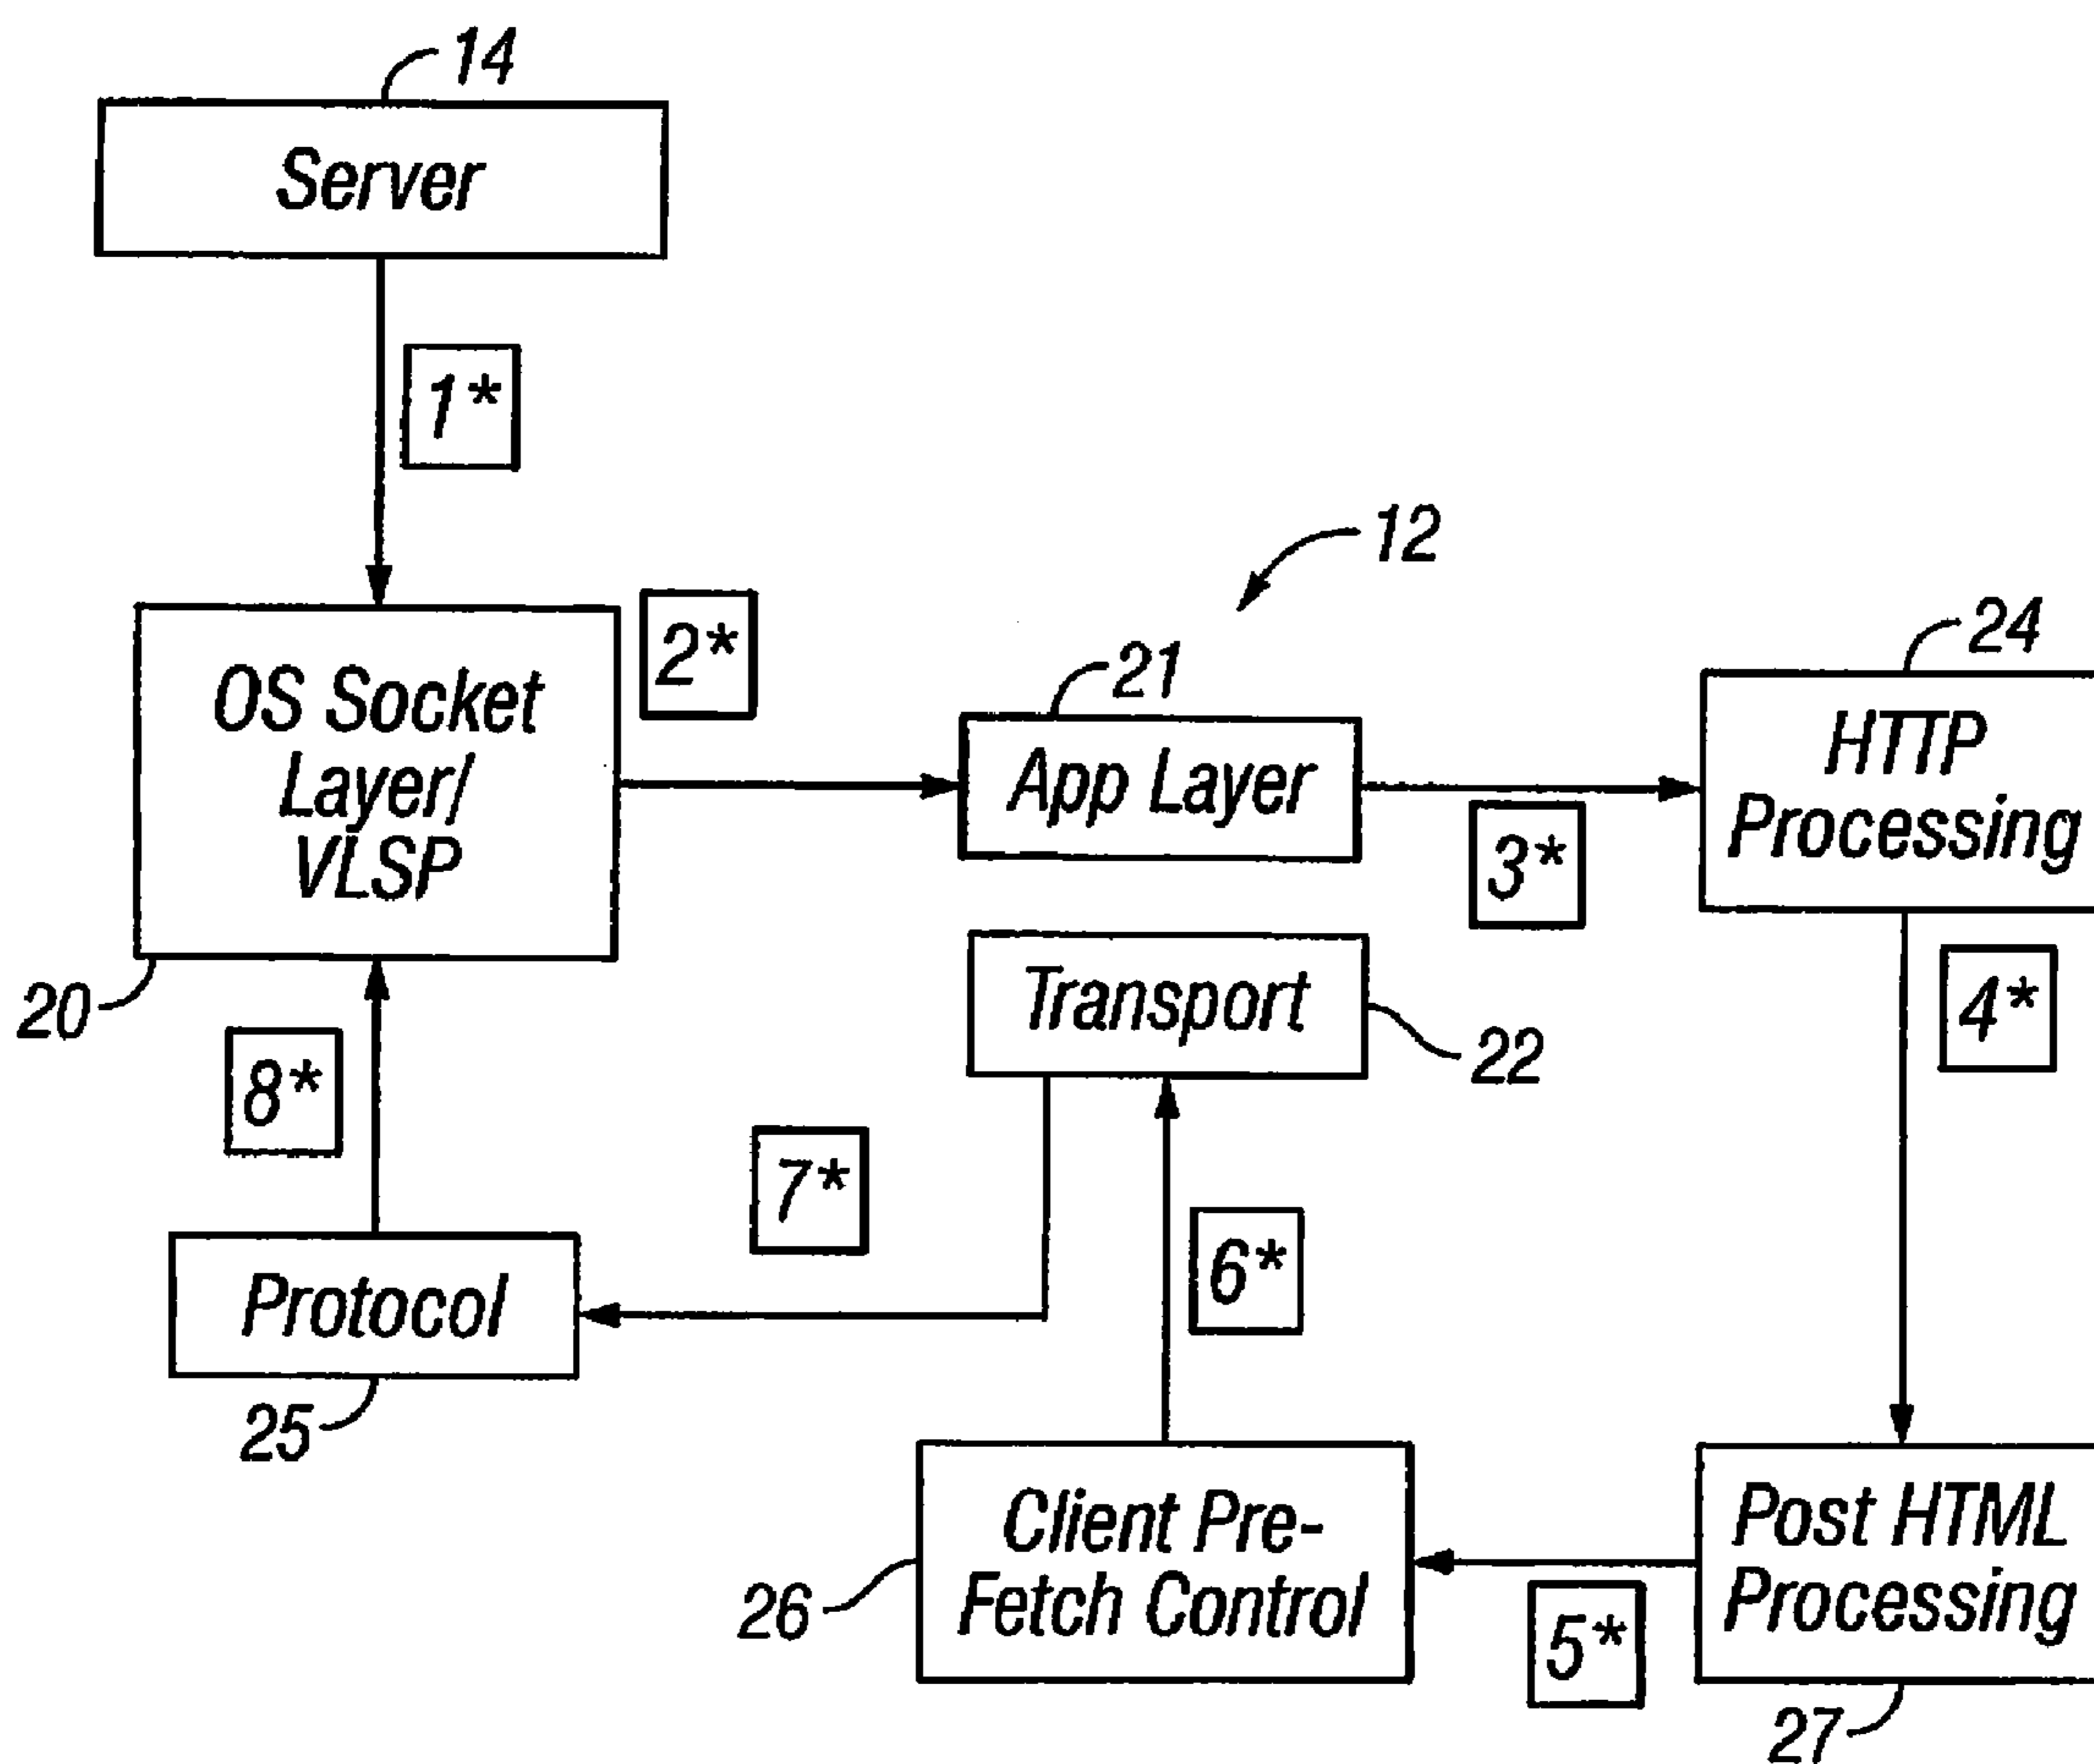 14
Server
1*
12
2*
OS Socket
Layer/
VLSP
20
21
App Layer
3*
24
HTTP
Processing
4*
Transport
22
8*
7*
6*
Protocol
25
Client Pre-
Fetch Control
26
5*
Post HTML
Processing
27